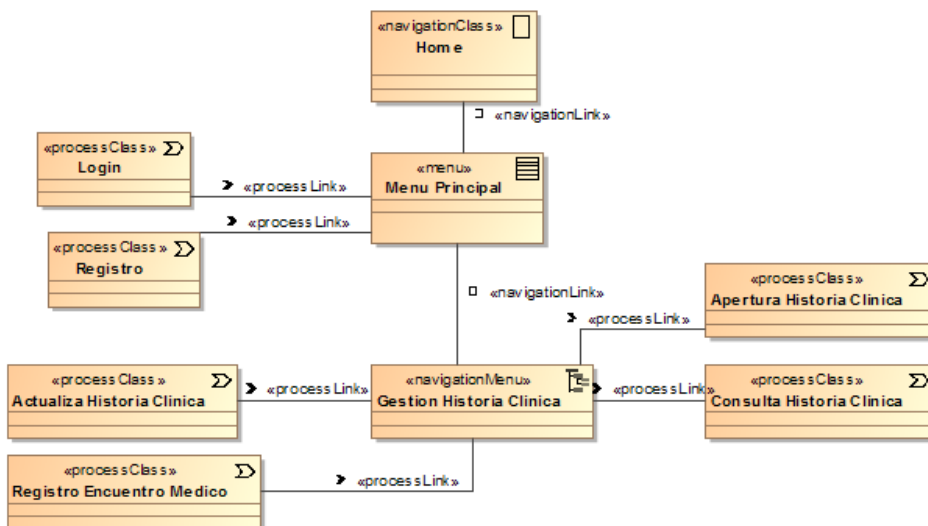 «navigationClass»
Home
«navigationLink»
«processClass»
Login
«processLink»
«menu»
Menu Principal
«processLink»
«processClass»
Registro
«navigationLink»
«processClass»
Apertura Historia Clinica
«processLink»
«processClass»
Actualiza Historia Clinica
«processLink»
«navigationMenu»
Gestion Historia Clinica
«processLink»
«processClass»
Consulta Historia Clinica
«processClass»
Registro Encuentro Medico
«processLink»